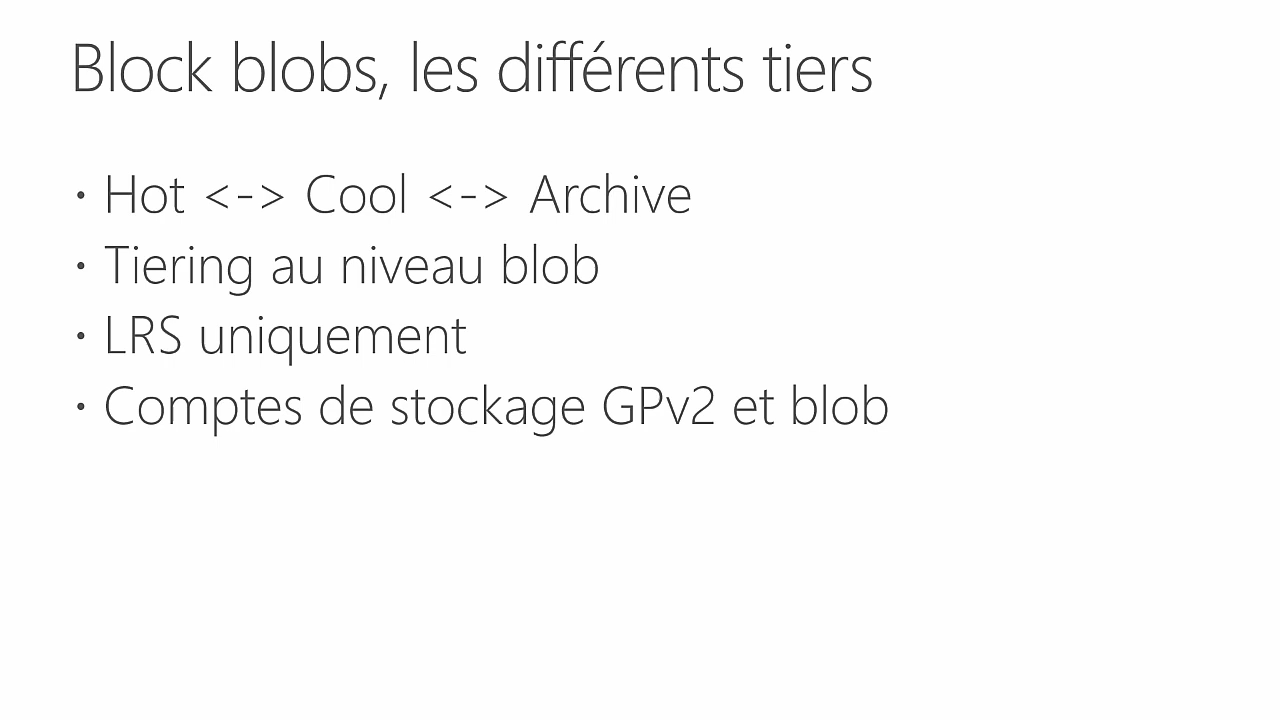 Block blobs, les différents tiers
• Hot <-> Cool <-> Archive
• Tiering au niveau blob
• LRS uniquement
• Comptes de stockage GPv2 et blob